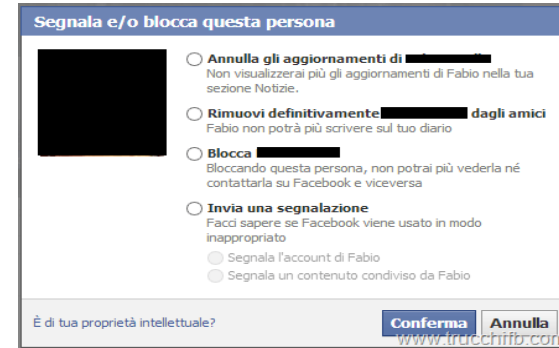 Segnala e/o blocca questa persona
Annulla gli aggiornamenti di
Non visualizzerai più gli aggiornamenti di Fabio nella tua
sezione Notizie.
Rimuovi definitivamente dagli amici
Fabio non potrà più scrivere sul tuo diario
Blocca
Bloccando questa persona, non potrai più vederla né
contattarla su Facebook e viceversa
Invia una segnalazione
Facci sapere se Facebook viene usato in modo
inappropriato
Segnala l'account di Fabio
Segnala un contenuto condiviso da Fabio
È di tua proprietà intellettuale?
Conferma Annulla
www.trucchifb.com